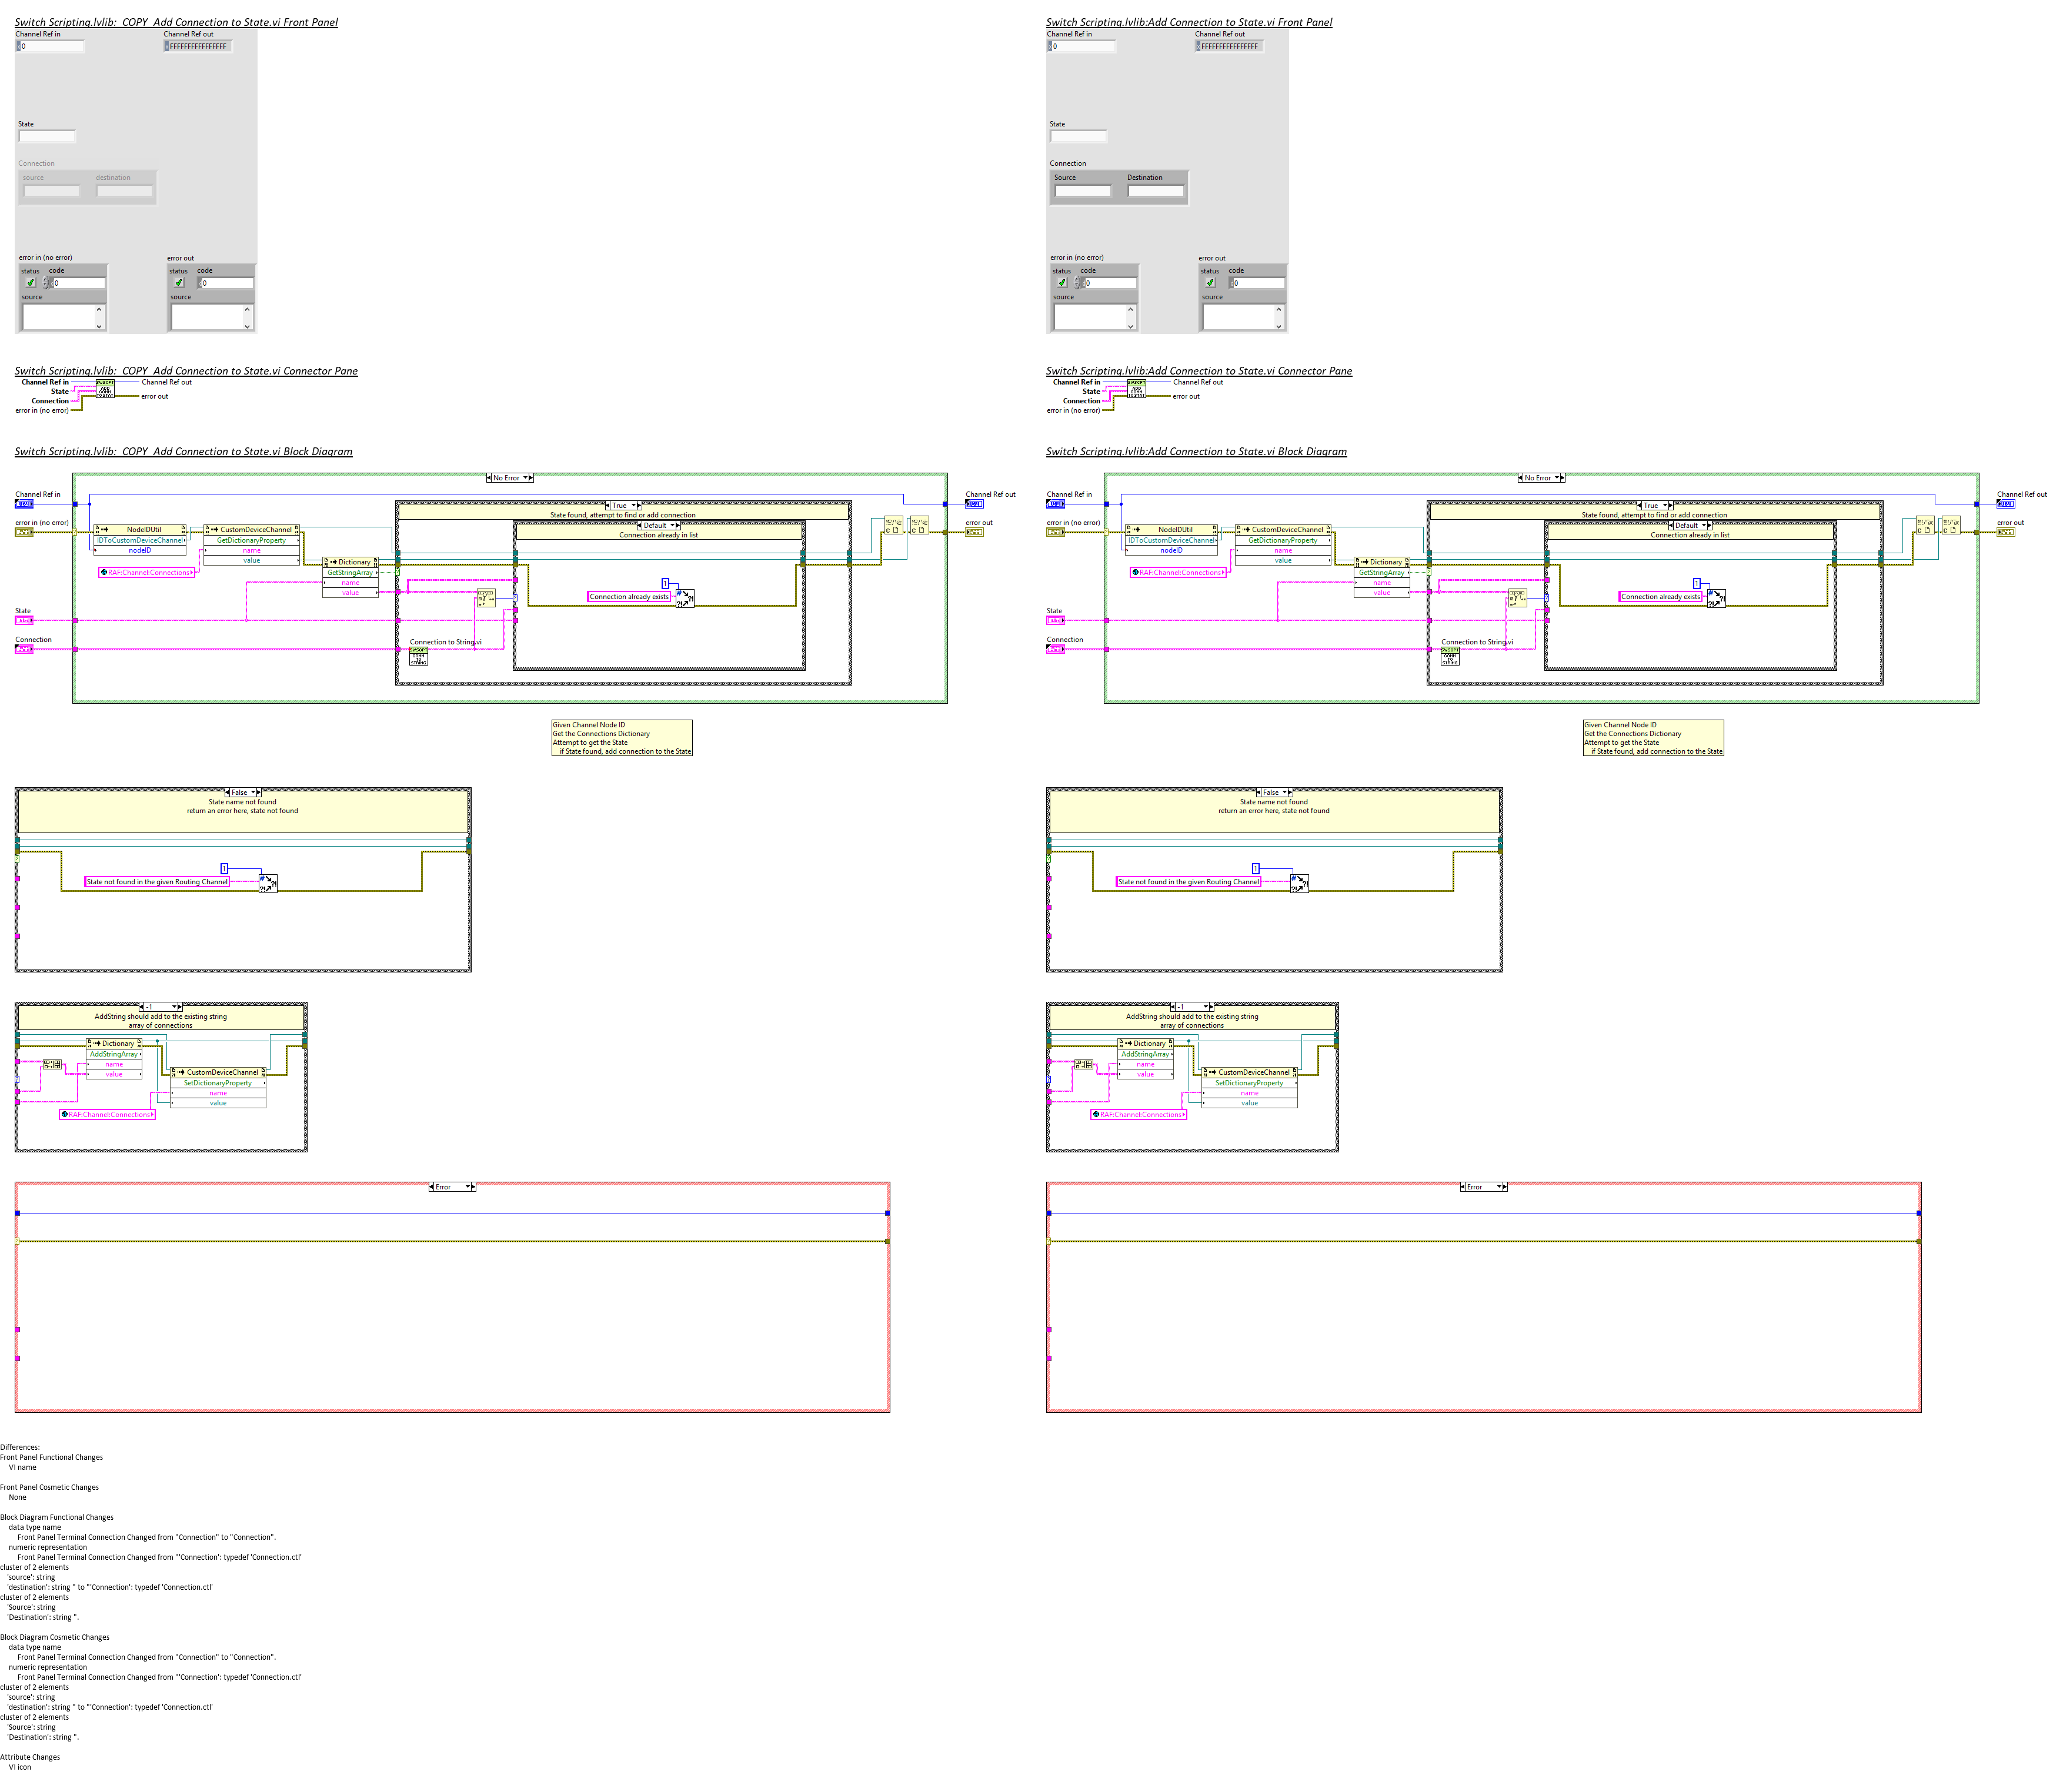 Switch Scripting.lvlib:  COPY  Add Connection to State.vi Front Panel
Channel Ref in
Channel Ref out
0
FFFFFFFFFFFFFFFF
State
Connection
source
destination
error in (no error)
error out
status
code
status
code
0
0
source
source
Switch Scripting.lvlib:  COPY  Add Connection to State.vi Connector Pane
Channel Ref in
State
Connection
error in (no error)
Channel Ref out
error out
Switch Scripting.lvlib:  COPY  Add Connection to State.vi Block Diagram
No Error
Channel Ref in
Channel Ref out
True
State found, attempt to find or add connection
error in (no error)
error out
Default
Connection already in list
NodeIDUtil
IDToCustomDeviceChannel
nodeID
CustomDeviceChannel
GetDictionaryProperty
name
value
RAF:Channel:Connections
Dictionary
GetStringArray
name
value
1
Connection already exists
State
Connection
Connection to String.vi
Given Channel Node ID
Get the Connections Dictionary
Attempt to get the State
if State found, add connection to the State
False
State name not found
return an error here, state not found
1
State not found in the given Routing Channel
-1
AddString should add to the existing string
array of connections
Dictionary
AddStringArray
name
value
CustomDeviceChannel
SetDictionaryProperty
name
value
RAF:Channel:Connections
Error
Switch Scripting.lvlib:Add Connection to State.vi Front Panel
Channel Ref in
Channel Ref out
0
FFFFFFFFFFFFFFFF
State
Connection
Source
Destination
error in (no error)
error out
status
code
status
code
0
0
source
source
Switch Scripting.lvlib:Add Connection to State.vi Connector Pane
Channel Ref in
State
Connection
error in (no error)
Channel Ref out
error out
Switch Scripting.lvlib:Add Connection to State.vi Block Diagram
No Error
Channel Ref in
Channel Ref out
True
State found, attempt to find or add connection
error in (no error)
error out
Default
Connection already in list
NodeIDUtil
IDToCustomDeviceChannel
nodeID
CustomDeviceChannel
GetDictionaryProperty
name
value
RAF:Channel:Connections
Dictionary
GetStringArray
name
value
1
Connection already exists
State
Connection
Connection to String.vi
Given Channel Node ID
Get the Connections Dictionary
Attempt to get the State
if State found, add connection to the State
False
State name not found
return an error here, state not found
1
State not found in the given Routing Channel
-1
AddString should add to the existing string
array of connections
Dictionary
AddStringArray
name
value
CustomDeviceChannel
SetDictionaryProperty
name
value
RAF:Channel:Connections
Error
Differences:
Front Panel Functional Changes
VI name
Front Panel Cosmetic Changes
None
Block Diagram Functional Changes
data type name
Front Panel Terminal Connection Changed from "Connection" to "Connection".
numeric representation
Front Panel Terminal Connection Changed from "'Connection': typedef 'Connection.ctl'
cluster of 2 elements
'source': string
'destination': string " to "'Connection': typedef 'Connection.ctl'
cluster of 2 elements
'Source': string
'Destination': string ".
Block Diagram Cosmetic Changes
data type name
Front Panel Terminal Connection Changed from "Connection" to "Connection".
numeric representation
Front Panel Terminal Connection Changed from "'Connection': typedef 'Connection.ctl'
cluster of 2 elements
'source': string
'destination': string " to "'Connection': typedef 'Connection.ctl'
cluster of 2 elements
'Source': string
'Destination': string ".
Attribute Changes
VI icon